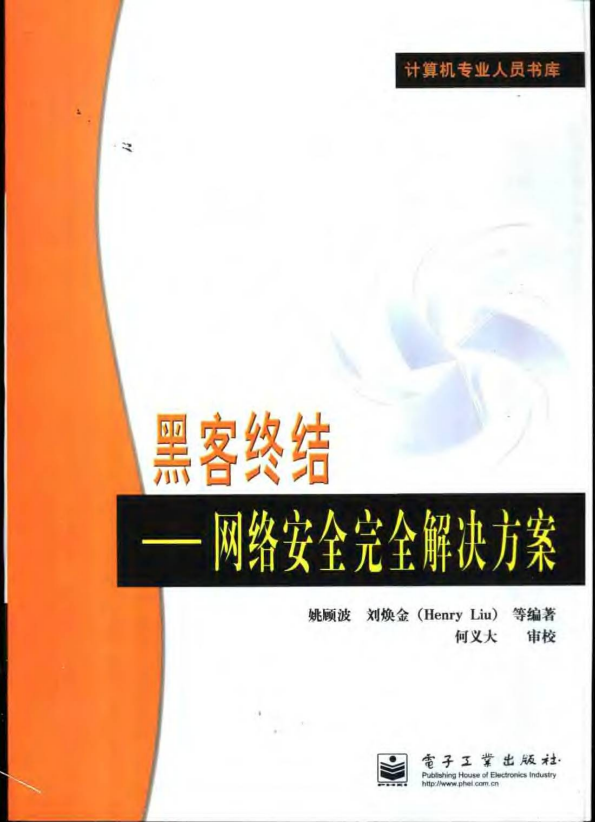 计算机专业人员书库
黑客终结
——网络安全完全解决方案
姚顾波 刘焕金(Henry Liu) 等编著
何义大 审校
PHEI
電子工業出版社·
Publishing House of Electronics Industry
http://www.phei.com.cn